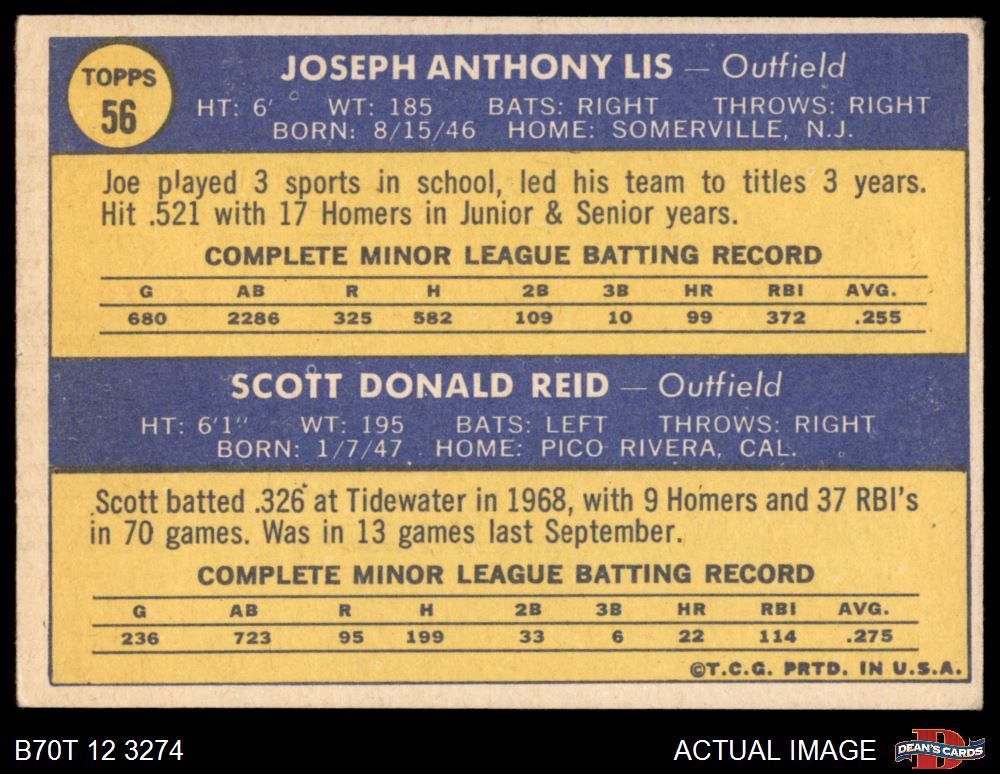 TOPPS
56
JOSEPH ANTHONY LIS — Outfield
HT: 6' WT: 185 BATS: RIGHT THROWS: RIGHT
BORN: 8/15/46 HOME: SOMERVILLE, N.J.
Joe played 3 sports in school, led his team to titles 3 years.
Hit .521 with 17 Homers in Junior & Senior years.
COMPLETE MINOR LEAGUE BATTING RECORD
G AB R H 2B 3B HR RBI AVG.
680 2286 325 582 109 10 99 372 .255
SCOTT DONALD REID — Outfield
HT: 6'1" WT: 195 BATS: LEFT THROWS: RIGHT
BORN: 1/7/47 HOME: PICO RIVERA, CAL.
Scott batted .326 at Tidewater in 1968, with 9 Homers and 37 RBI's
in 70 games. Was in 13 games last September.
COMPLETE MINOR LEAGUE BATTING RECORD
G AB R H 2B 3B HR RBI AVG.
236 723 95 199 33 6 22 114 .275
©T.C.G. PRTD. IN U.S.A.
B70T 12 3274 ACTUAL IMAGE DEAN'S CARDS